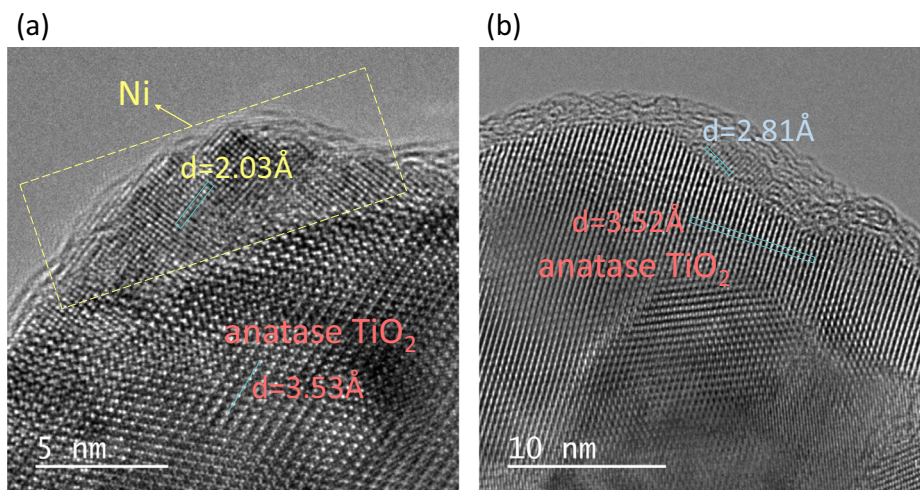 (a)
Ni
d=2.03Å
anatase TiO₂
d=3.53Å
5 nm
(b)
d=2.81Å
d=3.52Å
anatase TiO₂
10 nm